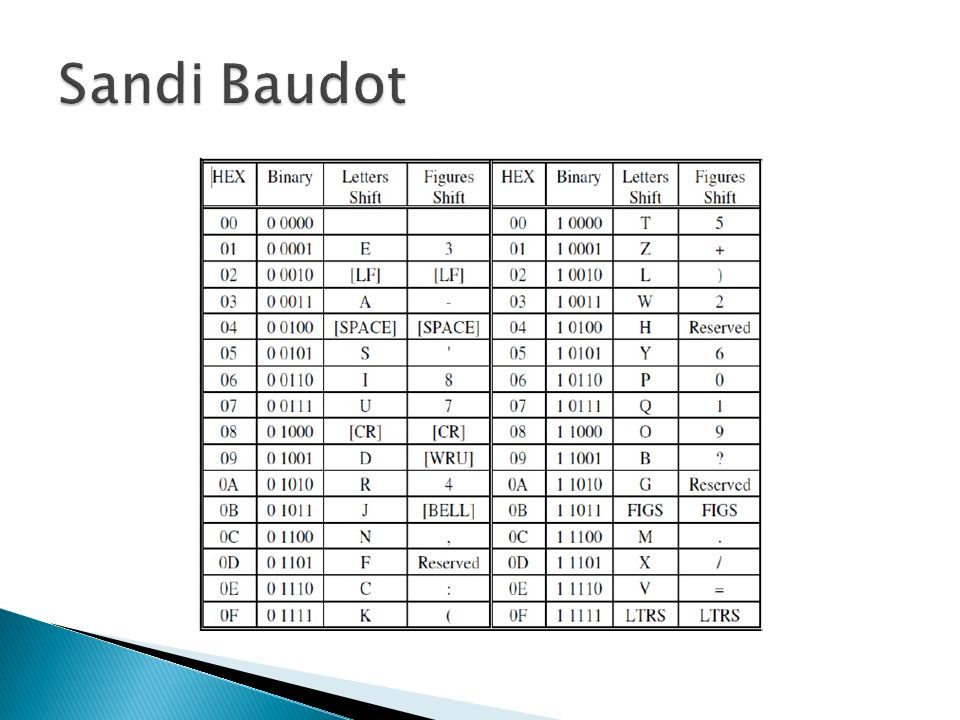 Sandi Baudot
HEX Binary Letters Shift Figures Shift HEX Binary Letters Shift Figures Shift
00 0 0000 00 1 0000 T 5
01 0 0001 E 3 01 1 0001 Z +
02 0 0010 [LF] [LF] 02 1 0010 L )
03 0 0011 A - 03 1 0011 W 2
04 0 0100 [SPACE] [SPACE] 04 1 0100 H Reserved
05 0 0101 S ' 05 1 0101 Y 6
06 0 0110 I 8 06 1 0110 P 0
07 0 0111 U 7 07 1 0111 Q 1
08 0 1000 [CR] [CR] 08 1 1000 O 9
09 0 1001 D [WRU] 09 1 1001 B ?
0A 0 1010 R 4 0A 1 1010 G Reserved
0B 0 1011 J [BELL] 0B 1 1011 FIGS FIGS
0C 0 1100 N , 0C 1 1100 M .
0D 0 1101 F Reserved 0D 1 1101 X /
0E 0 1110 C : 0E 1 1110 V =
0F 0 1111 K ( 0F 1 1111 LTRS LTRS